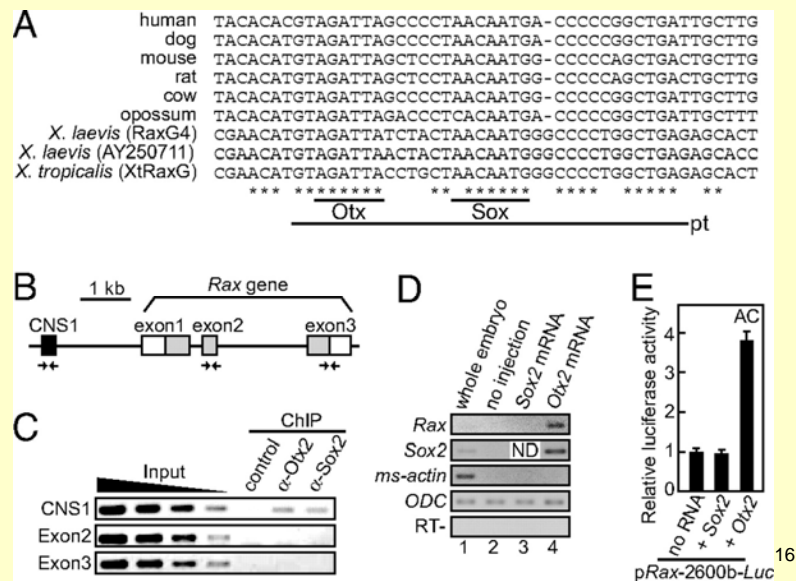 A
human TACACACGTAGATTAGCCCCTAACAATGA-CCCCCGGCTGATTGCTTG
dog TACACATGTAGATTAGCCCCTAACAATGA-CCCCCGGCTGATTGCTTG
mouse TACACATGTAGATTAGCTCCTAACAATGG-CCCCCAGCTGACTGCTTG
rat TACACATGTAGATTAGCTCCTAACAATGG-CCCCCAGCTGATTGCTTG
cow TACACATGTAGATTAGCCCCTAACAATGG-CCCCCGGCTGATTGCTTG
opossum TACACATGTAGATTAGACCCTCACAATGA-CCCCCGGCTGATTGCTTT
X. laevis (RaxG4) CGAACATGTAGATTATCTACTAACAATGGGCCCCTGGCTGAGAGCACT
X. laevis (AY250711) CGAACATGTAGATTAACTACTAACAATGGGCCCCTGGCTGAGAGCACC
X. tropicalis (XtRaxG) CGAACATGTAGATTACCTGCTAACAATGGGCCCCTGGCTGAGAGCACT
*** ********* ** ****** **** ***** **
Otx Sox
pt
B
1 kb
Rax gene
CNS1 exon1 exon2 exon3
C
ChIP
Input control α-Otx2 α-Sox2
CNS1
Exon2
Exon3
D
whole embryo no injection Sox2 mRNA Otx2 mRNA
Rax
Sox2 ND
ms-actin
ODC
RT-
1 2 3 4
E
Relative luciferase activity
AC
4
3
2
1
0
no RNA + Sox2 + Otx2
pRax-2600b-Luc
16